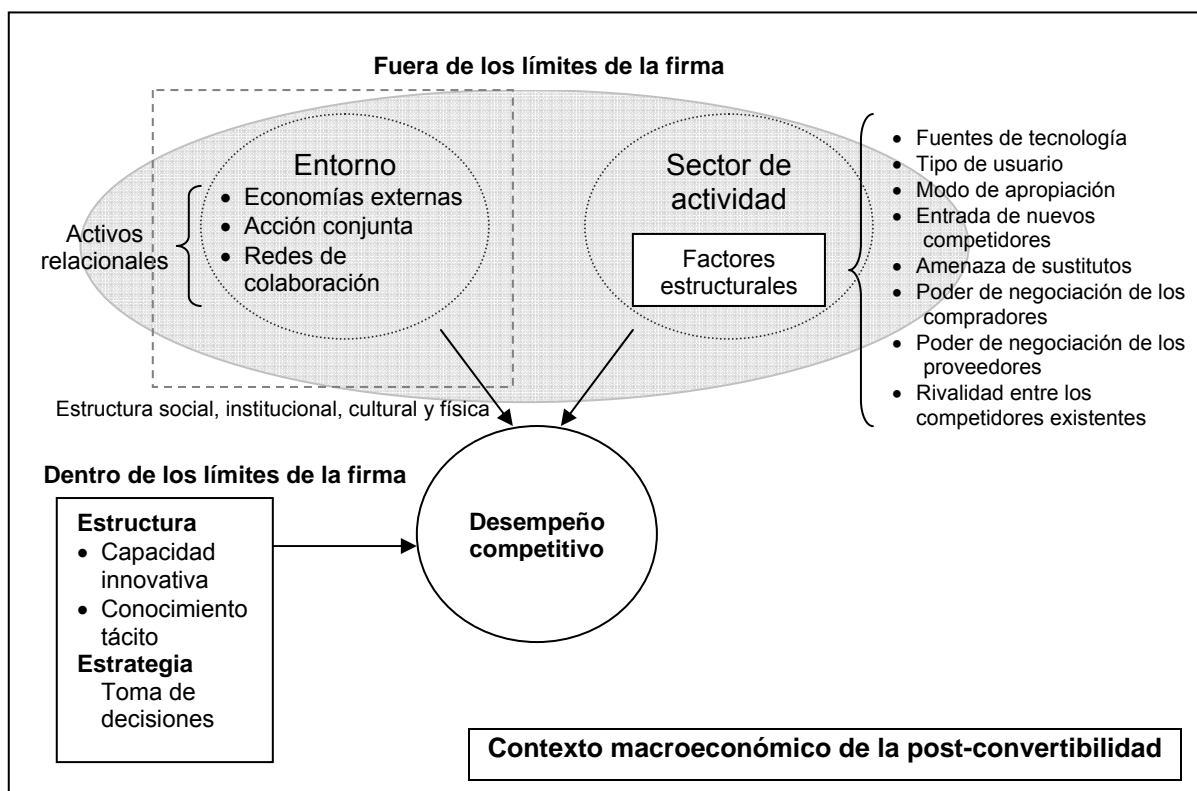 Fuera de los límites de la firma
Entorno
• Economías externas
• Acción conjunta
• Redes de
colaboración
Activos
relacionales
Sector de
actividad
Factores
estructurales
• Fuentes de tecnología
• Tipo de usuario
• Modo de apropiación
• Entrada de nuevos
competidores
• Amenaza de sustitutos
• Poder de negociación de los
compradores
• Poder de negociación de los
proveedores
• Rivalidad entre los
competidores existentes
Estructura social, institucional, cultural y física
Dentro de los límites de la firma
Estructura
• Capacidad
innovativa
• Conocimiento
tácito
Estrategia
Toma de
decisiones
Desempeño
competitivo
Contexto macroeconómico de la post-convertibilidad